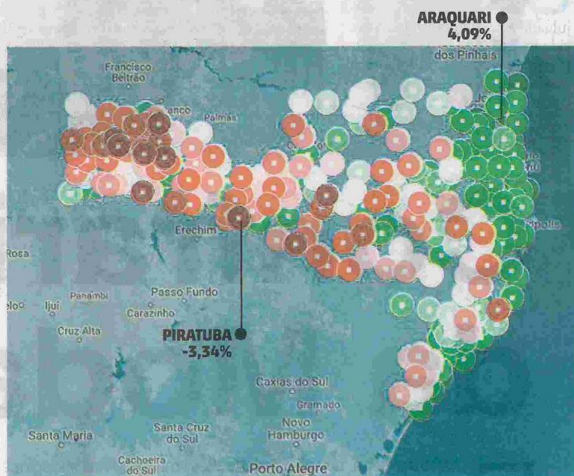 ARAQUARI
4,09%
dos Pinhais
Francisco
Beltrão
Palmas
Erechim
Rosa
Panambi
Passo Fundo
Ijuí
Carazinho
Cruz Alta
PIRATUBA
-3,34%
Caxias do Sul
Gramado
Santa Maria
Santa Cruz
do Sul
Novo
Hamburgo
Cachoeira
do Sul
Porto Alegre